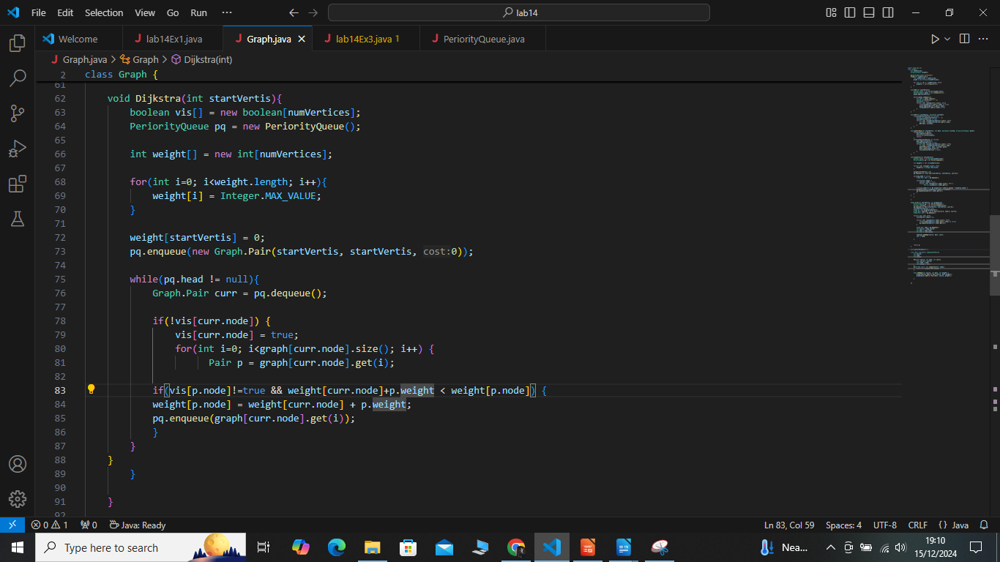 File Edit Selection View Go Run ··· lab14
Welcome lab14Ex1.java Graph.java lab14Ex3.java 1 PeriorityQueue.java
Graph.java > Graph > Dijkstra(int)
2 class Graph {
61
62 void Dijkstra(int startVertis){
63 boolean vis[] = new boolean[numVertices];
64 PeriorityQueue pq = new PeriorityQueue();
65
66 int weight[] = new int[numVertices];
67
68 for(int i=0; i<weight.length; i++){
69 weight[i] = Integer.MAX_VALUE;
70 }
71
72 weight[startVertis] = 0;
73 pq.enqueue(new Graph.Pair(startVertis, startVertis, cost:0));
74
75 while(pq.head != null){
76 Graph.Pair curr = pq.dequeue();
77
78 if(!vis[curr.node]) {
79 vis[curr.node] = true;
80 for(int i=0; i<graph[curr.node].size(); i++) {
81 Pair p = graph[curr.node].get(i);
82
83 if(vis[p.node]!=true && weight[curr.node]+p.weight < weight[p.node]) {
84 weight[p.node] = weight[curr.node] + p.weight;
85 pq.enqueue(graph[curr.node].get(i));
86 }
87 }
88 }
89 }
90
91 }
92
0 1 0 Java: Ready Ln 83, Col 59 Spaces: 4 UTF-8 CRLF {} Java
Type here to search Nea... 19:10
15/12/2024